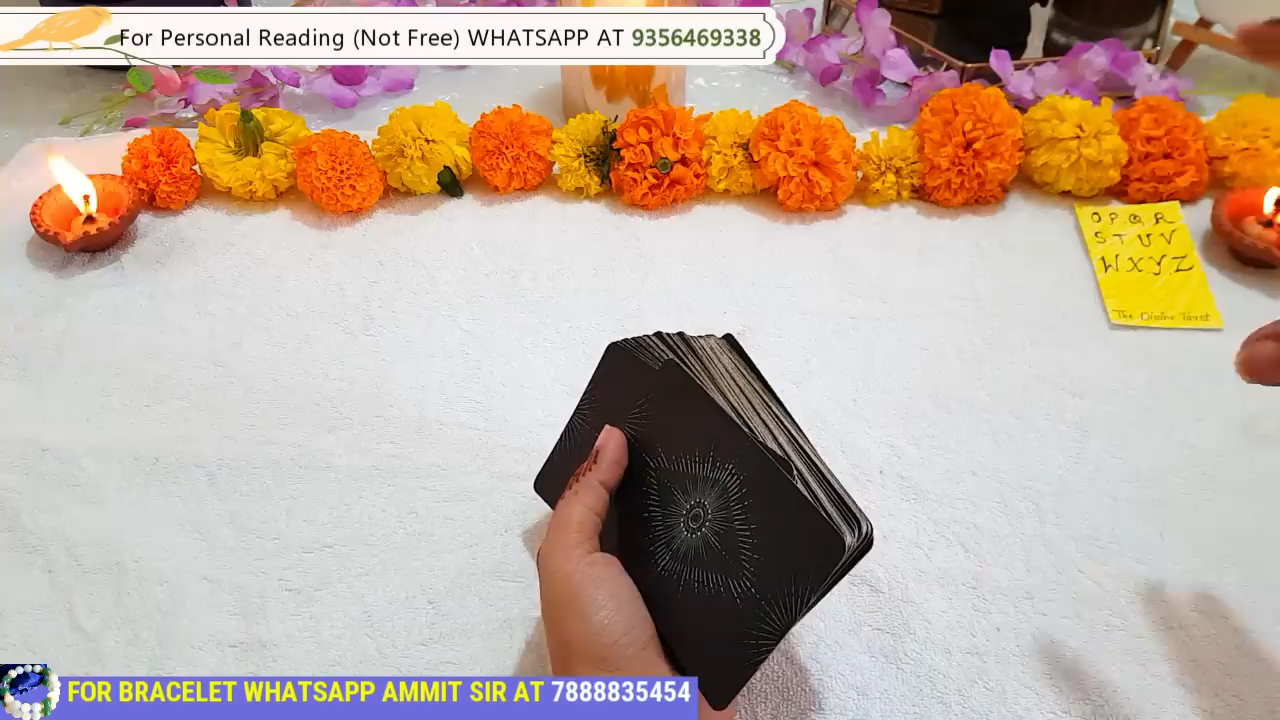 For Personal Reading (Not Free) WHATSAPP AT 9356469338
O P Q R
S T U V
W X Y Z
The Divine Tarot
FOR BRACELET WHATSAPP AMMIT SIR AT 7888835454